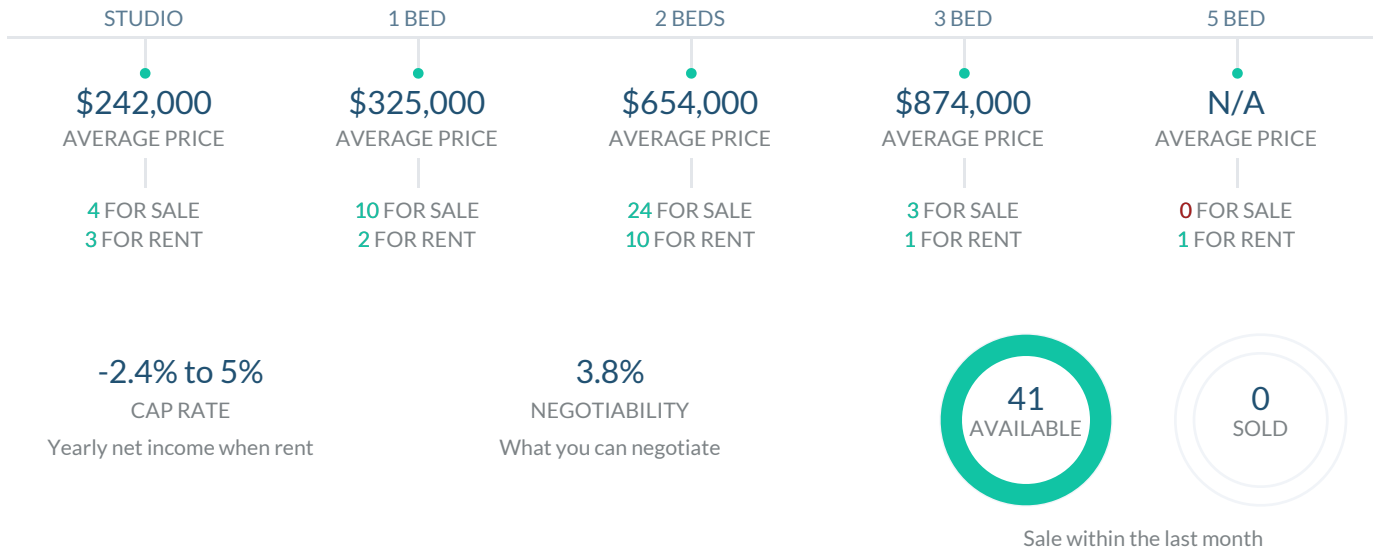 STUDIO
1 BED
2 BEDS
3 BED
5 BED
$242,000
$325,000
$654,000
$874,000
N/A
AVERAGE PRICE
AVERAGE PRICE
AVERAGE PRICE
AVERAGE PRICE
AVERAGE PRICE
4 FOR SALE
10 FOR SALE
24 FOR SALE
3 FOR SALE
0 FOR SALE
3 FOR RENT
2 FOR RENT
10 FOR RENT
1 FOR RENT
1 FOR RENT
-2.4% to 5%
CAP RATE
Yearly net income when rent
3.8%
NEGOTIABILITY
What you can negotiate
41
AVAILABLE
0
SOLD
Sale within the last month